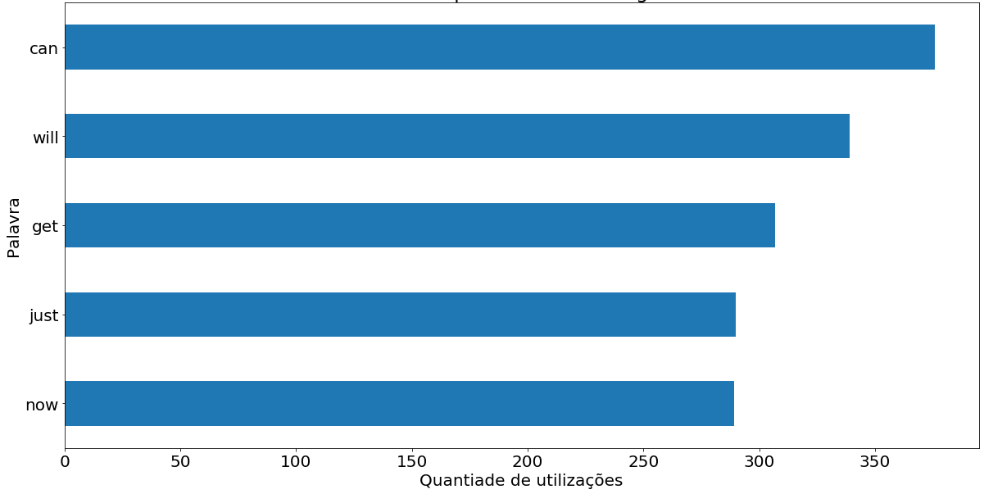 can
will
get
just
now
Palavra
0 50 100 150 200 250 300 350
Quantiade de utilizações